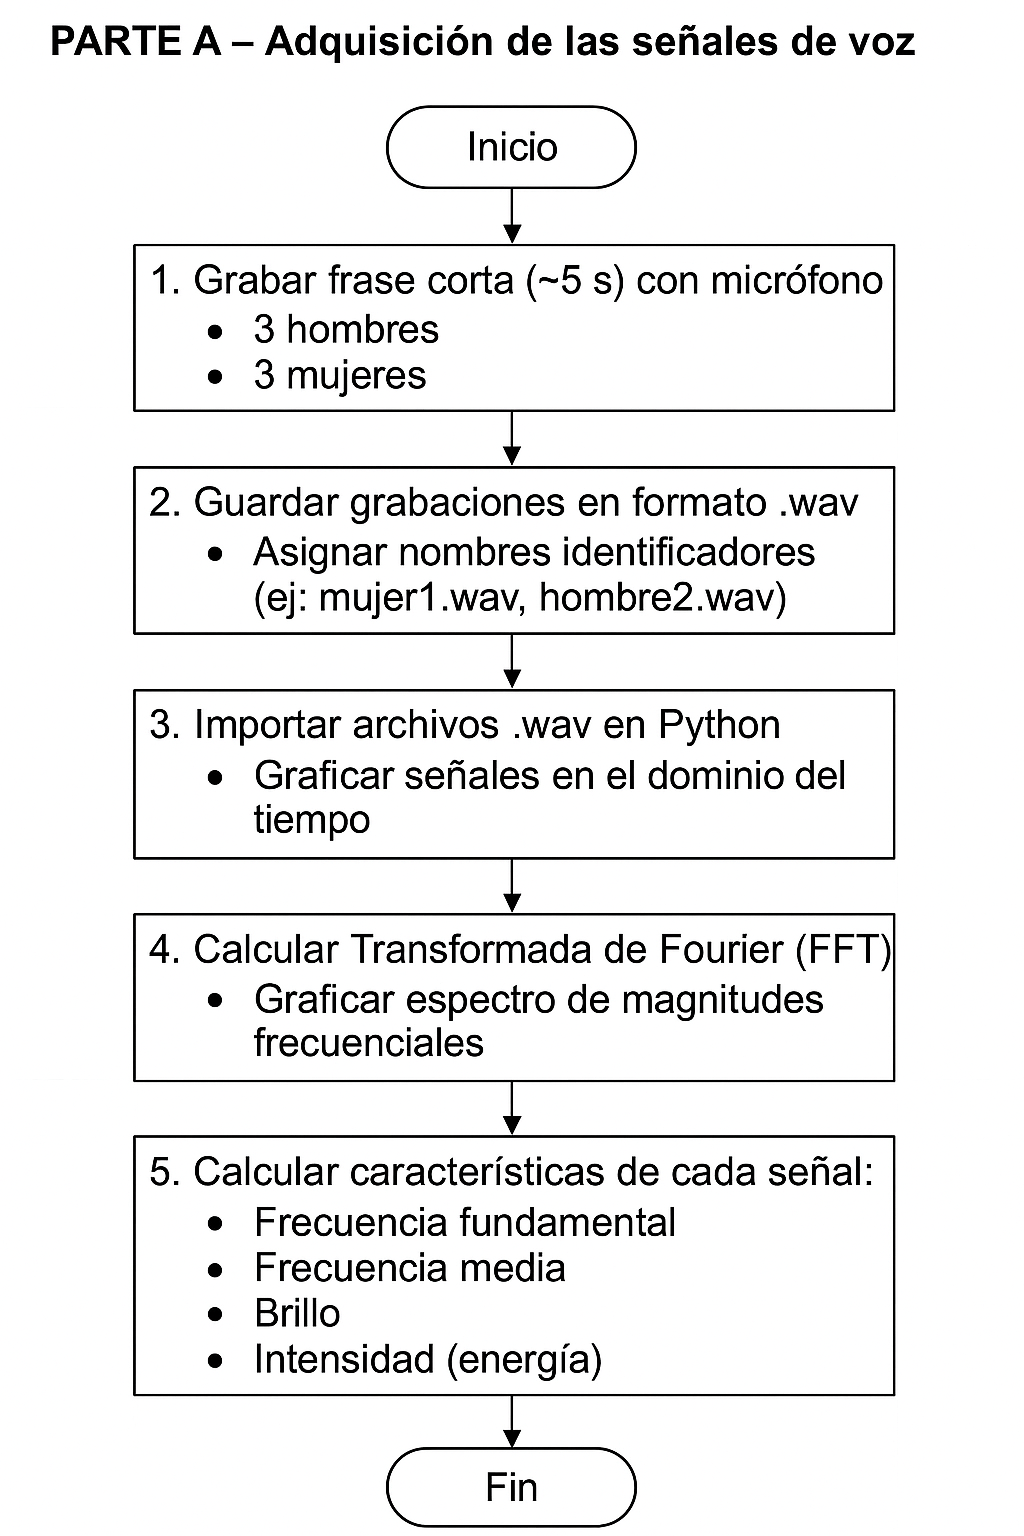 PARTE A – Adquisición de las señales de voz
Inicio
1. Grabar frase corta (~5 s) con micrófono
• 3 hombres
• 3 mujeres
2. Guardar grabaciones en formato .wav
• Asignar nombres identificadores
(ej: mujer1.wav, hombre2.wav)
3. Importar archivos .wav en Python
• Graficar señales en el dominio del
tiempo
4. Calcular Transformada de Fourier (FFT)
• Graficar espectro de magnitudes
frecuenciales
5. Calcular características de cada señal:
• Frecuencia fundamental
• Frecuencia media
• Brillo
• Intensidad (energía)
Fin